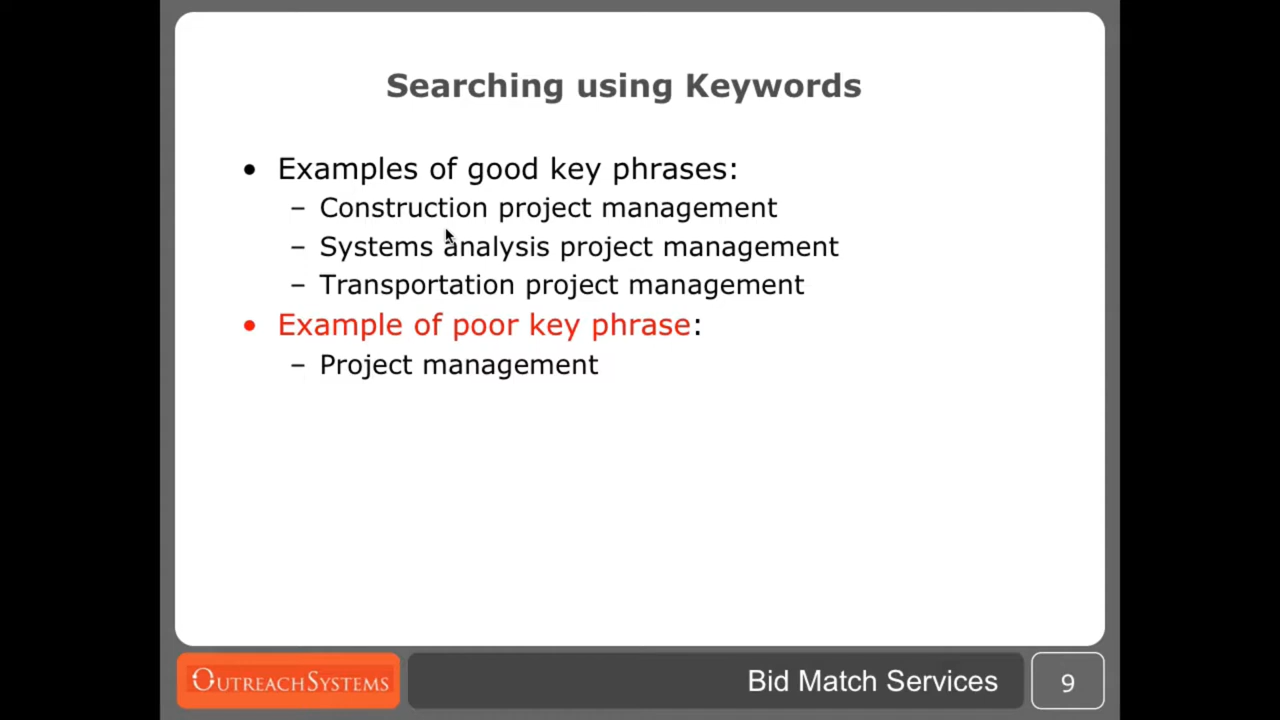 Searching using Keywords
• Examples of good key phrases:
– Construction project management
– Systems analysis project management
– Transportation project management
• Example of poor key phrase:
– Project management
OUTREACHSYSTEMS
Bid Match Services
9